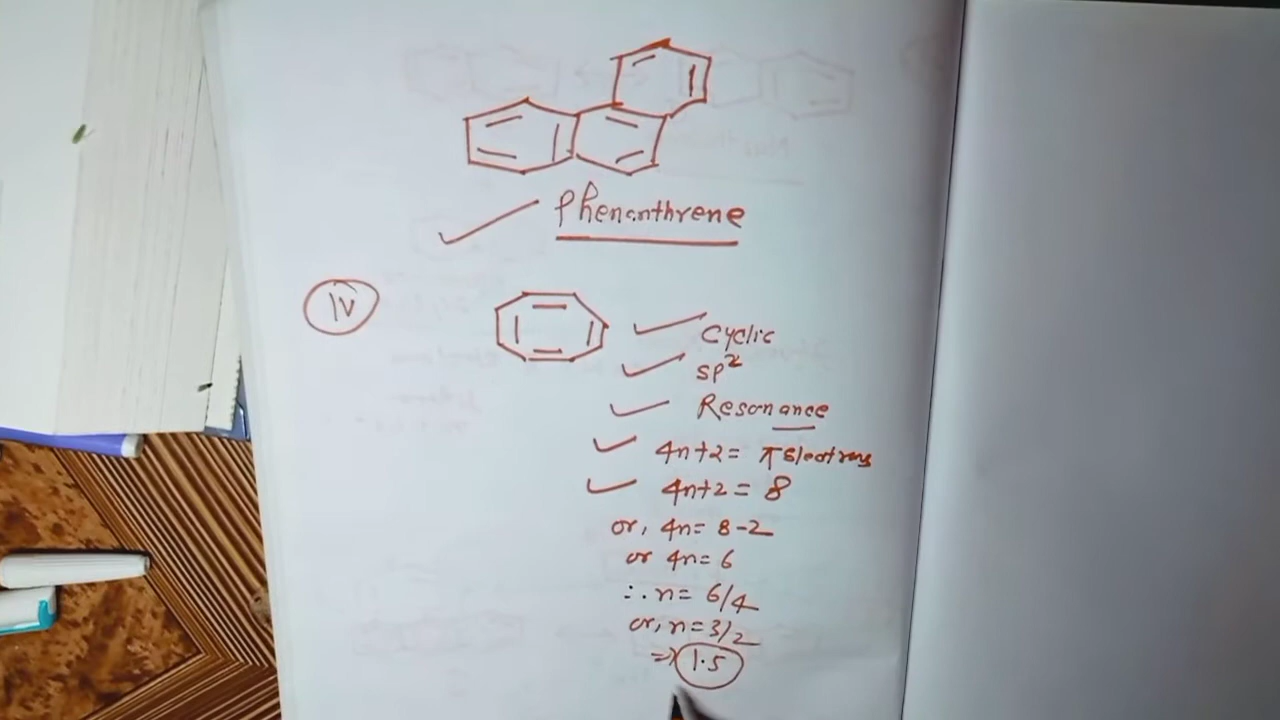 Phenanthrene
IV
Cyclic
sp²
Resonance
4n+2= π Electrons
4n+2 = 8
or, 4n= 8-2
or 4n= 6
∴ n= 6/4
or, n= 3/2
⇒ 1.5